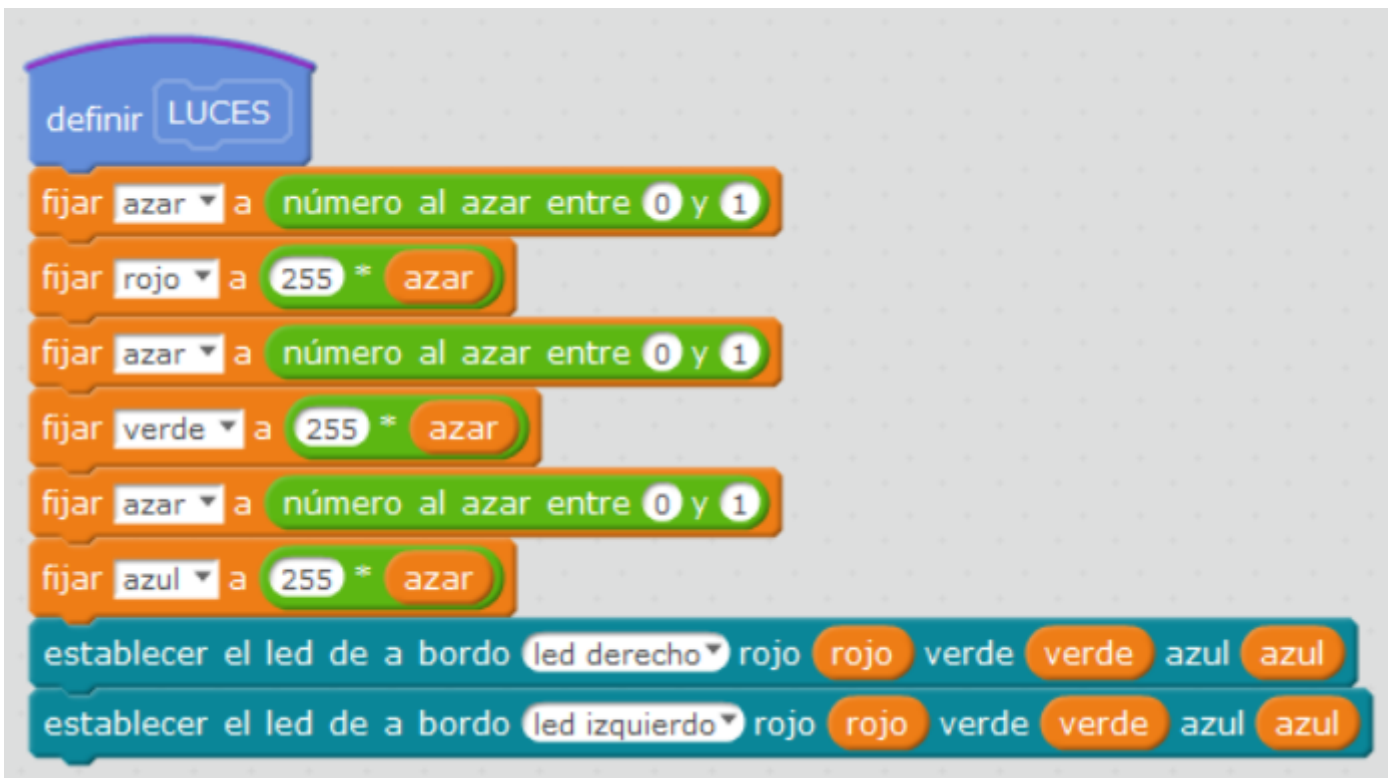 definir LUCES
fijar azar a número al azar entre 0 y 1
fijar rojo a 255 * azar
fijar azar a número al azar entre 0 y 1
fijar verde a 255 * azar
fijar azar a número al azar entre 0 y 1
fijar azul a 255 * azar
establecer el led de a bordo led derecho rojo rojo verde verde azul azul
establecer el led de a bordo led izquierdo rojo rojo verde verde azul azul